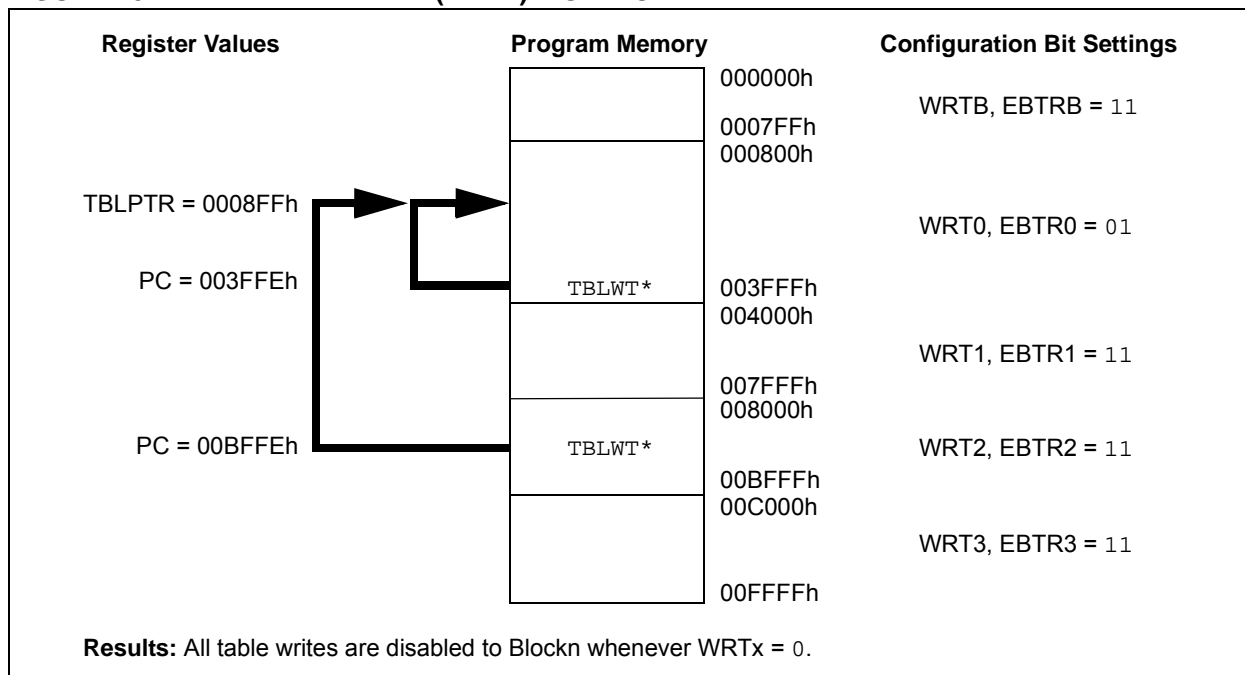 Register Values Program Memory Configuration Bit Settings
000000h
WRTB, EBTRB = 11
0007FFh
000800h
TBLPTR = 0008FFh
WRT0, EBTR0 = 01
PC = 003FFEh TBLWT* 003FFFh
004000h
WRT1, EBTR1 = 11
007FFFh
008000h
PC = 00BFFEh TBLWT* WRT2, EBTR2 = 11
00BFFFh
00C000h
WRT3, EBTR3 = 11
00FFFFh
Results: All table writes are disabled to Blockn whenever WRTx = 0.